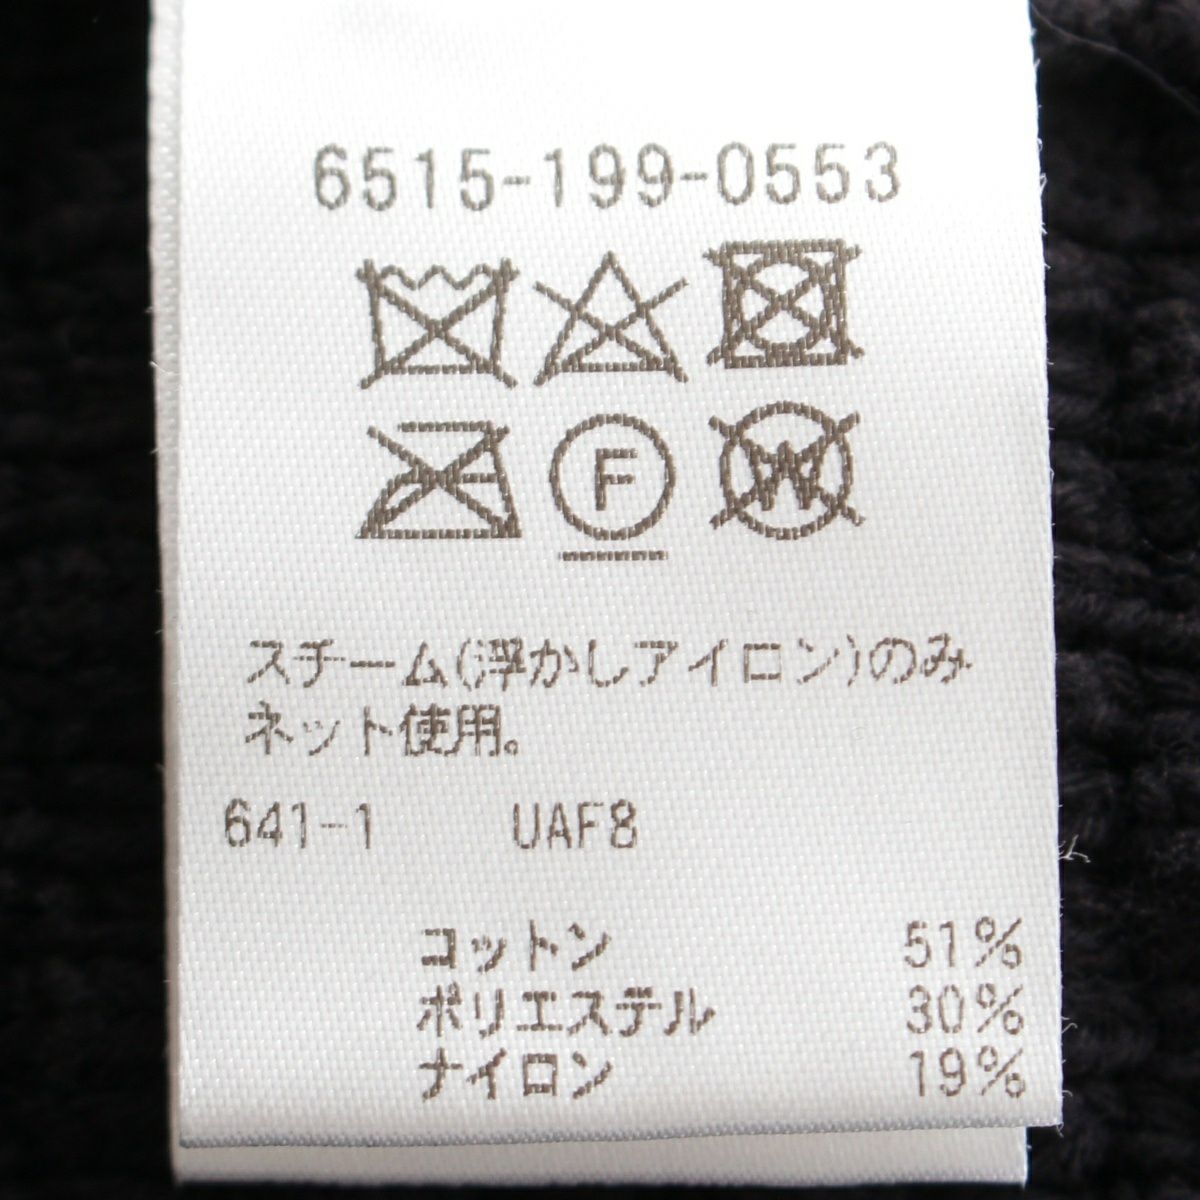 6515-199-0553
F
W
スチーム(浮かしアイロン)のみ
ネット使用。
641-1 UAF8
コットン 51%
ポリエステル 30%
ナイロン 19%